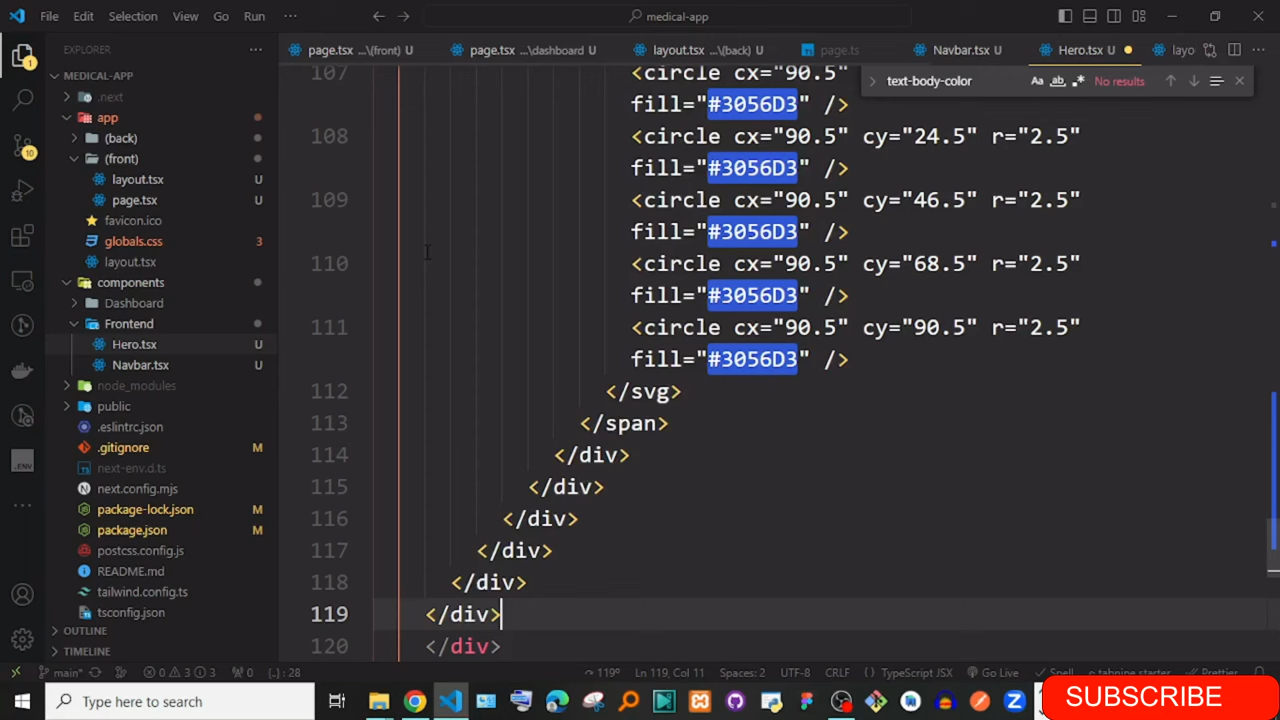 File Edit Selection View Go Run ··· medical-app
EXPLORER ···
page.tsx ...\(front) U page.tsx ...\dashboard U layout.tsx ...\(back) U page.ts Navbar.tsx U Hero.tsx U layo ···
MEDICAL-APP
.next
app
(back)
(front)
layout.tsx U
page.tsx U
favicon.ico U
globals.css 3
layout.tsx U
components
Dashboard
Frontend
Hero.tsx U
Navbar.tsx U
node_modules
public
.eslintrc.json U
.gitignore M
next-env.d.ts
next.config.mjs U
package-lock.json M
package.json M
postcss.config.js U
README.md U
tailwind.config.ts U
tsconfig.json U
OUTLINE
TIMELINE
1
10
.ENV
text-body-color Aa ab .* No results
107 <circle cx="90.5"
fill="#3056D3" />
108 <circle cx="90.5" cy="24.5" r="2.5"
fill="#3056D3" />
109 <circle cx="90.5" cy="46.5" r="2.5"
fill="#3056D3" />
110 <circle cx="90.5" cy="68.5" r="2.5"
fill="#3056D3" />
111 <circle cx="90.5" cy="90.5" r="2.5"
fill="#3056D3" />
112 </svg>
113 </span>
114 </div>
115 </div>
116 </div>
117 </div>
118 </div>
119 </div>
120 </div>
main* 0 3 3 0 {.} : 28 119º Ln 119, Col 11 Spaces: 2 UTF-8 CRLF {} TypeScript JSX Go Live Spell tabnine starter Prettier
Type here to search
SUBSCRIBE